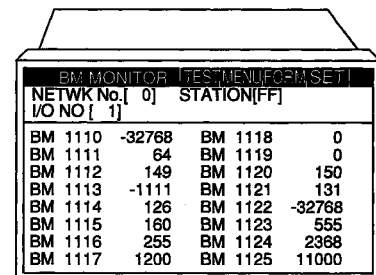 BM MONITOR TESTMENU FORM SET
NETWK No.[ 0] STATION[FF]
I/O NO [ 1]
BM 1110 -32768 BM 1118 0
BM 1111 64 BM 1119 0
BM 1112 149 BM 1120 150
BM 1113 -1111 BM 1121 131
BM 1114 126 BM 1122 -32768
BM 1115 160 BM 1123 555
BM 1116 255 BM 1124 2368
BM 1117 1200 BM 1125 11000